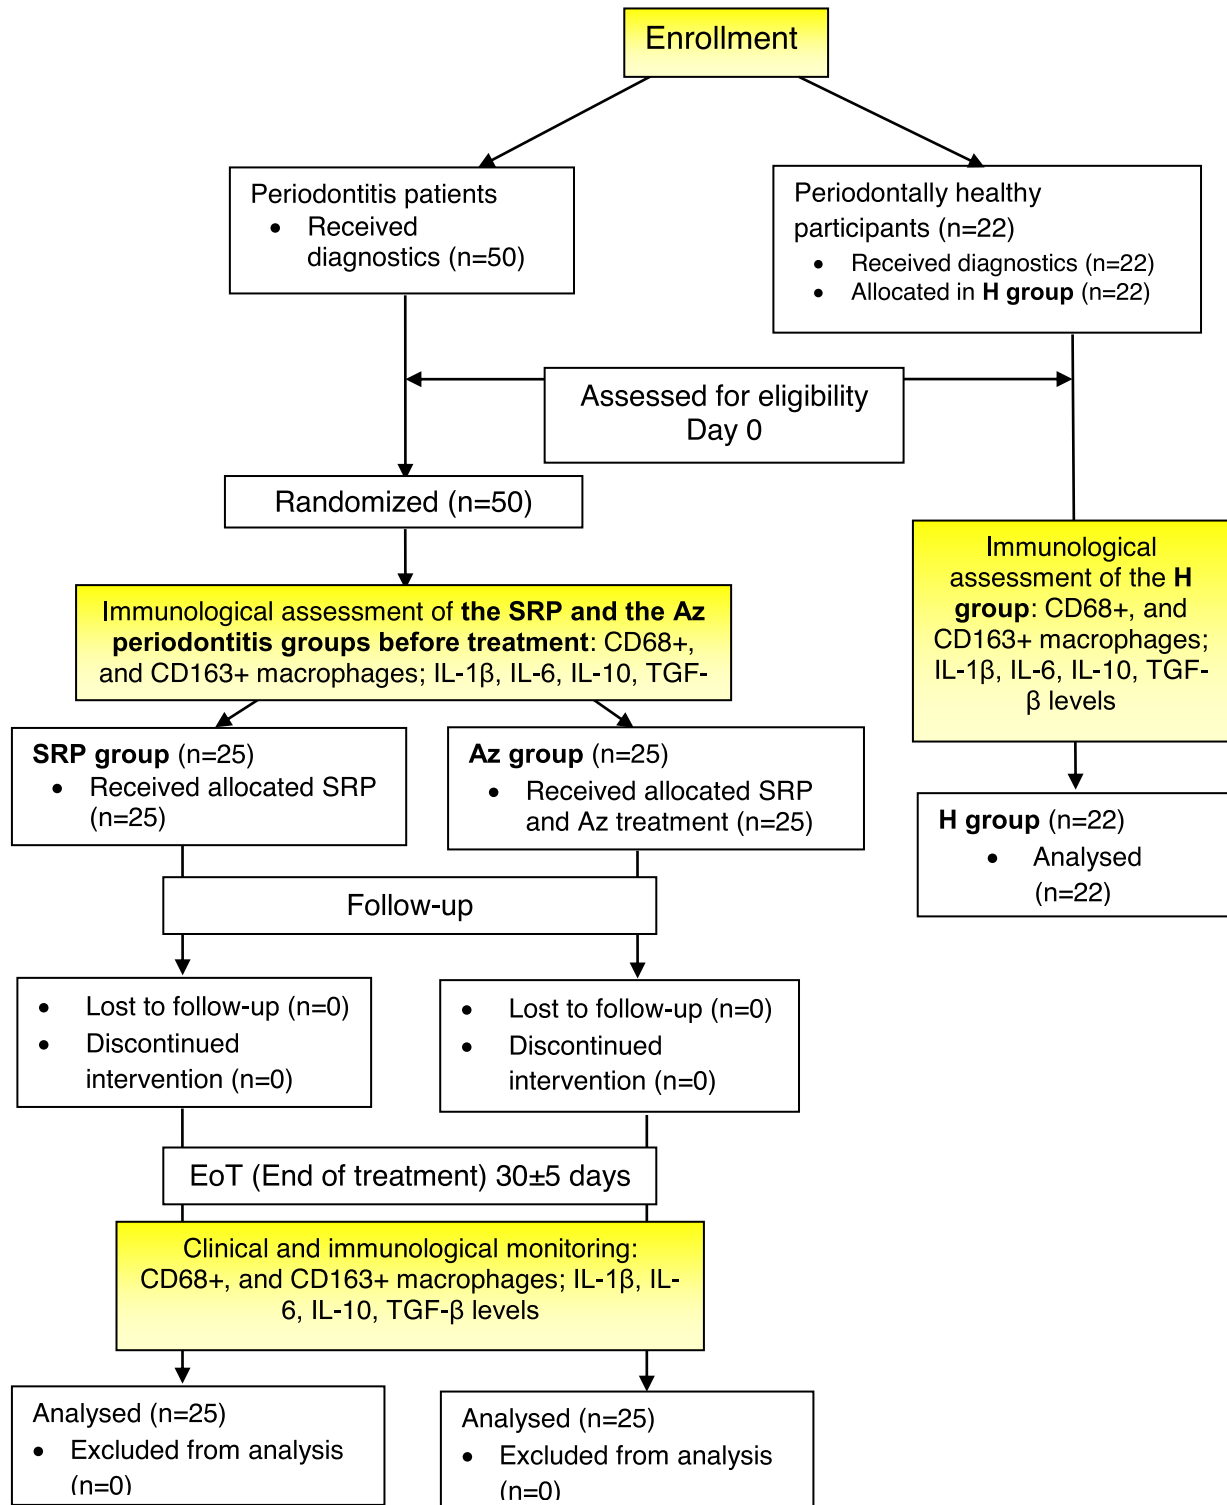 Enrollment
Periodontitis patients
• Received
diagnostics (n=50)
Periodontally healthy
participants (n=22)
• Received diagnostics (n=22)
• Allocated in H group (n=22)
Assessed for eligibility
Day 0
Randomized (n=50)
Immunological assessment of the SRP and the Az
periodontitis groups before treatment: CD68+,
and CD163+ macrophages; IL-1β, IL-6, IL-10, TGF-
Immunological
assessment of the H
group: CD68+, and
CD163+ macrophages;
IL-1β, IL-6, IL-10, TGF-
β levels
SRP group (n=25)
• Received allocated SRP
(n=25)
Az group (n=25)
• Received allocated SRP
and Az treatment (n=25)
H group (n=22)
• Analysed
(n=22)
Follow-up
• Lost to follow-up (n=0)
• Discontinued
intervention (n=0)
• Lost to follow-up (n=0)
• Discontinued
intervention (n=0)
EoT (End of treatment) 30±5 days
Clinical and immunological monitoring:
CD68+, and CD163+ macrophages; IL-1β, IL-
6, IL-10, TGF-β levels
Analysed (n=25)
• Excluded from analysis
(n=0)
Analysed (n=25)
• Excluded from analysis
(n=0)